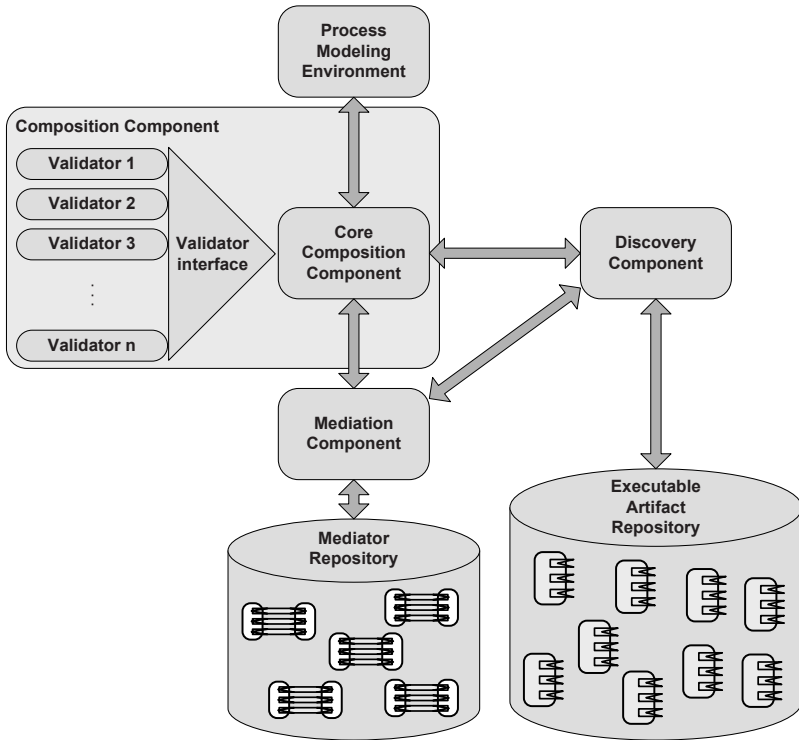 Process
Modeling
Environment
Composition Component
Validator 1
Validator 2
Validator 3
. . .
Validator n
Validator
interface
Core
Composition
Component
Discovery
Component
Mediation
Component
Mediator
Repository
Executable
Artifact
Repository